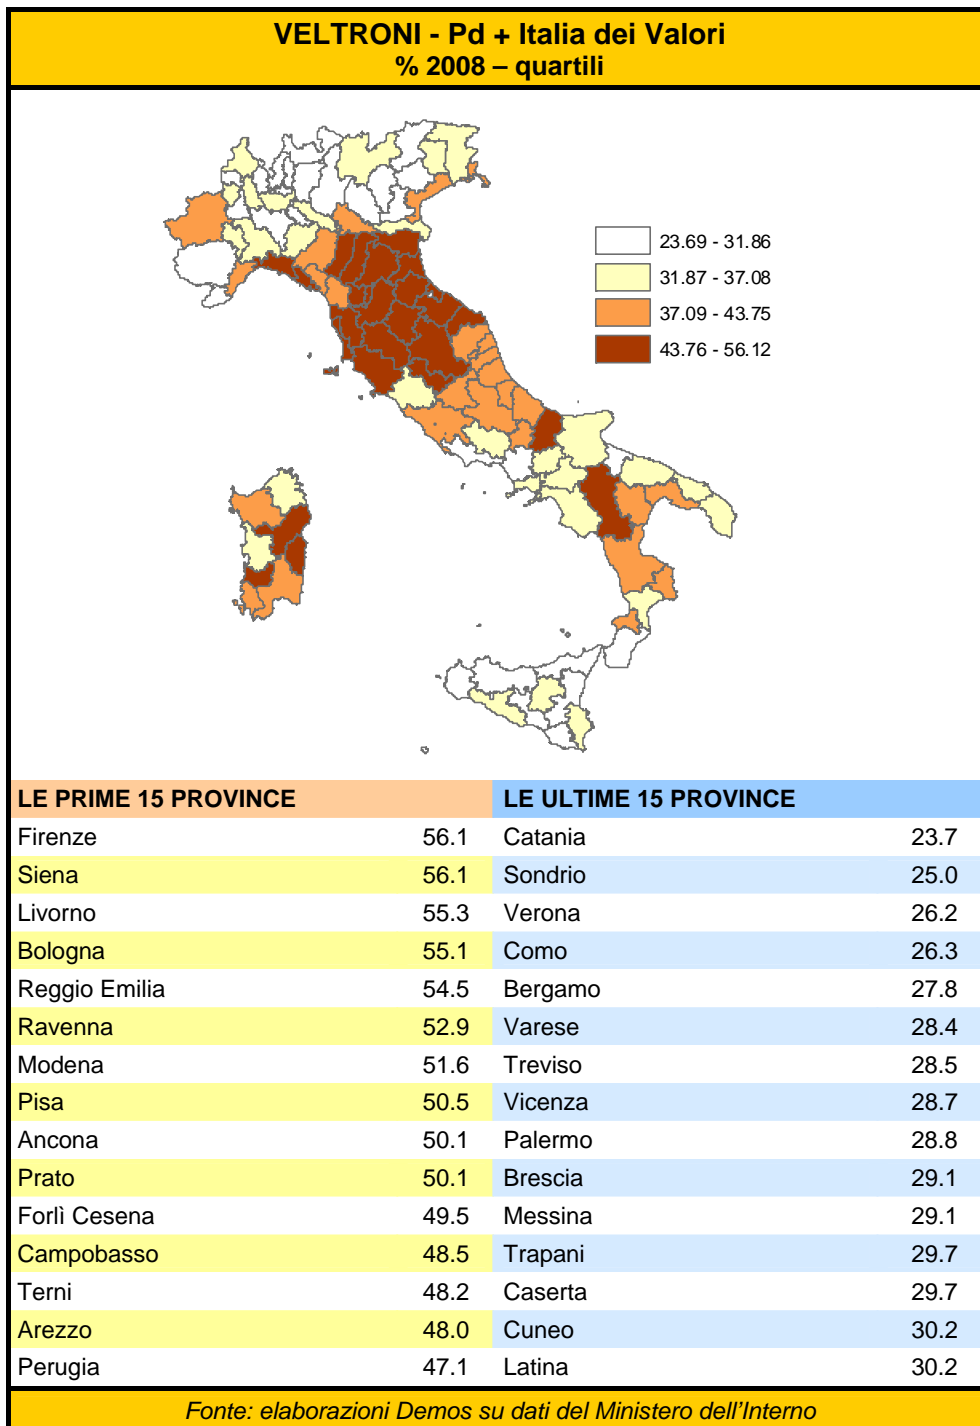 VELTRONI - Pd + Italia dei Valori
% 2008 – quartili
23.69 - 31.86
31.87 - 37.08
37.09 - 43.75
43.76 - 56.12
LE PRIME 15 PROVINCE LE ULTIME 15 PROVINCE
Firenze 56.1 Catania 23.7
Siena 56.1 Sondrio 25.0
Livorno 55.3 Verona 26.2
Bologna 55.1 Como 26.3
Reggio Emilia 54.5 Bergamo 27.8
Ravenna 52.9 Varese 28.4
Modena 51.6 Treviso 28.5
Pisa 50.5 Vicenza 28.7
Ancona 50.1 Palermo 28.8
Prato 50.1 Brescia 29.1
Forlì Cesena 49.5 Messina 29.1
Campobasso 48.5 Trapani 29.7
Terni 48.2 Caserta 29.7
Arezzo 48.0 Cuneo 30.2
Perugia 47.1 Latina 30.2
Fonte: elaborazioni Demos su dati del Ministero dell'Interno